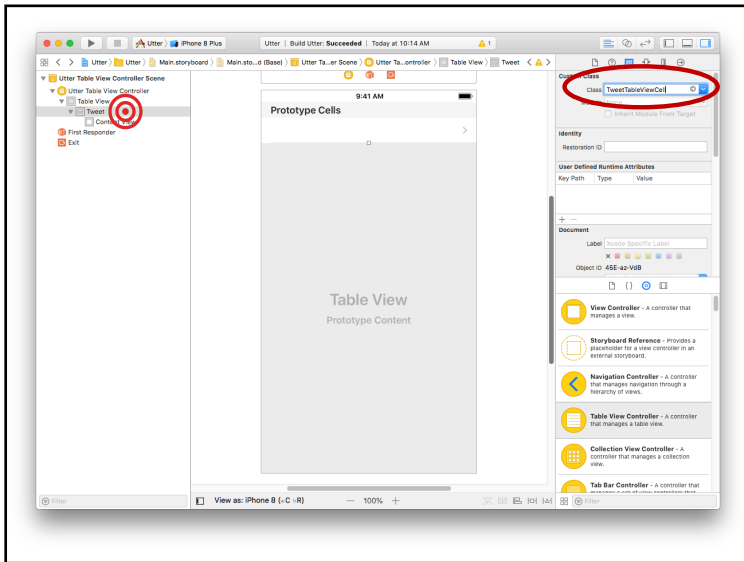 Utter
iPhone 8 Plus
Utter | Build Utter: Succeeded | Today at 10:14 AM
1
Utter
Utter
Main.storyboard
Main.sto...d (Base)
Utter Ta...er Scene
Utter Ta...ontroller
Table View
Tweet
Utter Table View Controller Scene
Utter Table View Controller
Table View
Tweet
Content View
First Responder
Exit
Filter
9:41 AM
Prototype Cells
Table View
Prototype Content
View as: iPhone 8 (wC hR)
100%
Custom Class
Class TweetTableViewCell
Inherit Module From Target
Identity
Restoration ID
User Defined Runtime Attributes
Key Path Type Value
Document
Label Xcode Specific Label
Object ID 45E-az-VdB
View Controller - A controller that
manages a view.
Storyboard Reference - Provides a
placeholder for a view controller in an
external storyboard.
Navigation Controller - A controller
that manages navigation through a
hierarchy of views.
Table View Controller - A controller
that manages a table view.
Collection View Controller - A
controller that manages a collection
view.
Tab Bar Controller - A controller that
manages a set of view controllers that
Filter